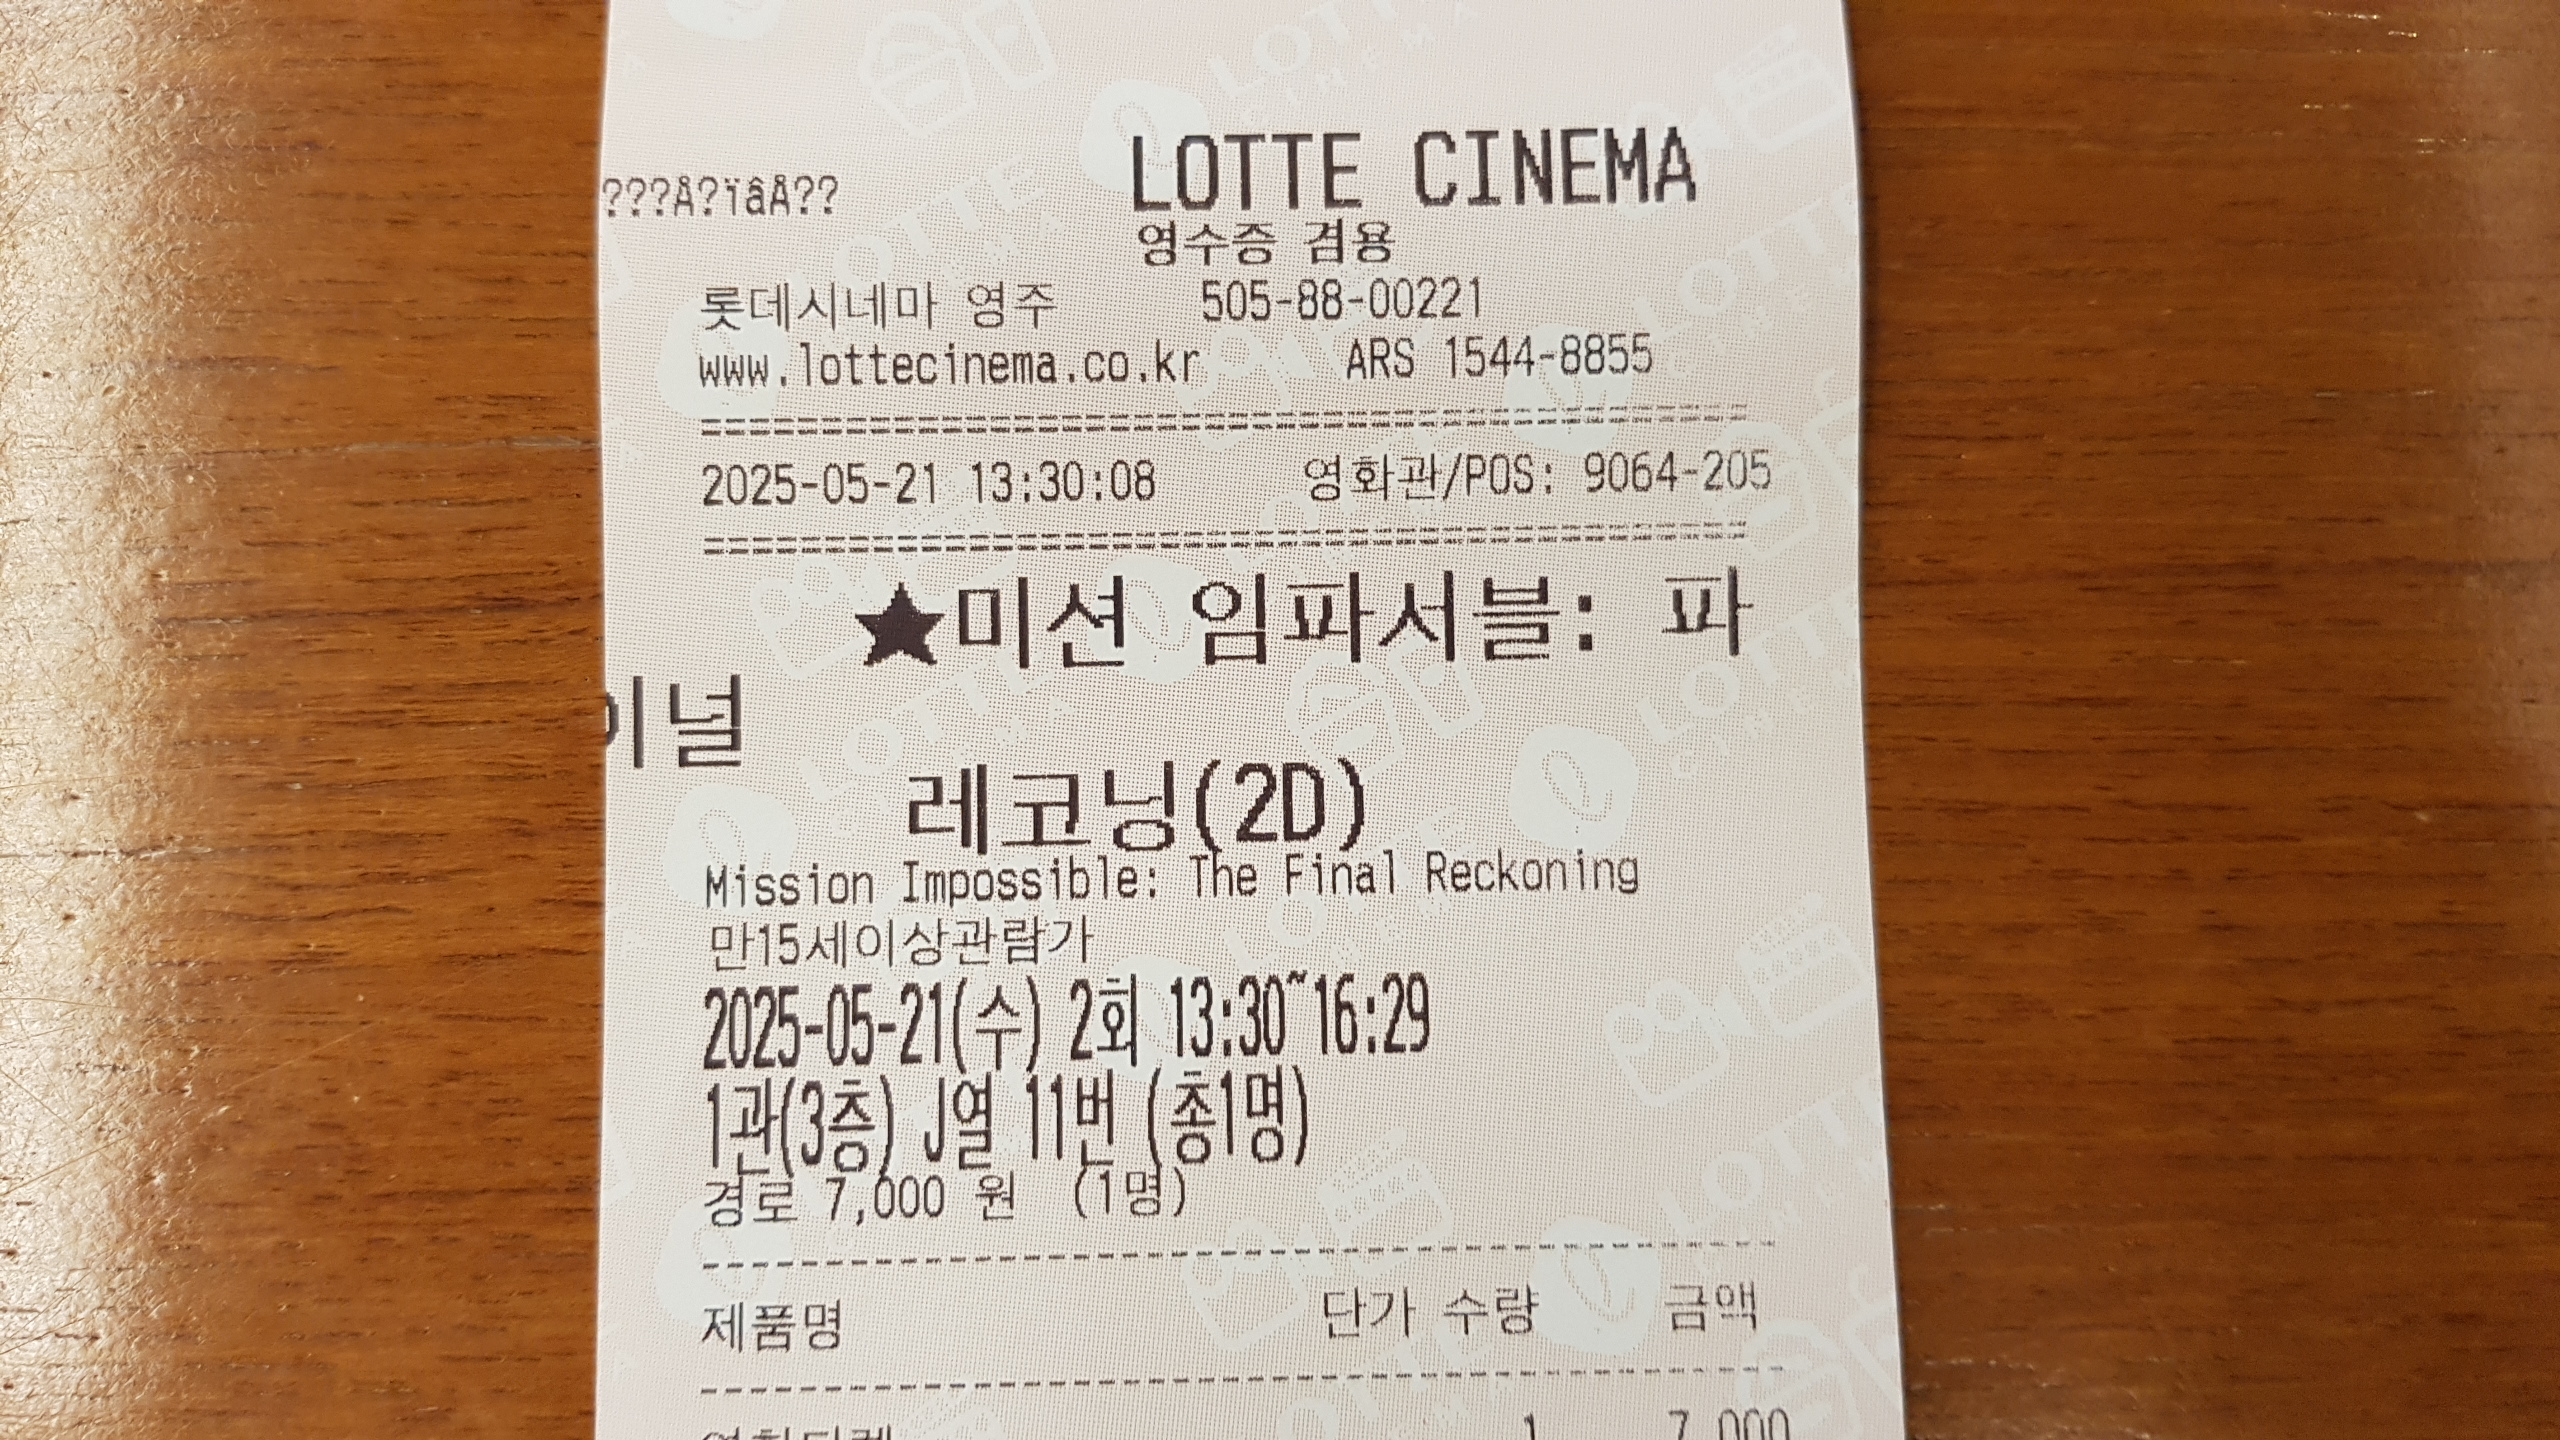 LOTTE CINEMA
???Å?ïâÅ??
영수증 겸용
롯데시네마 영주 505-88-00221
www.lottecinema.co.kr ARS 1544-8855
================================
2025-05-21 13:30:08 영화관/POS: 9064-205
================================
★미션 임파서블: 파
이널
레코닝(2D)
Mission Impossible: The Final Reckoning
만15세이상관람가
2025-05-21(수) 2회 13:30~16:29
1관(3층) J열 11번 (총1명)
경로 7,000 원 (1명)
제품명 단가 수량 금액
1 7,000